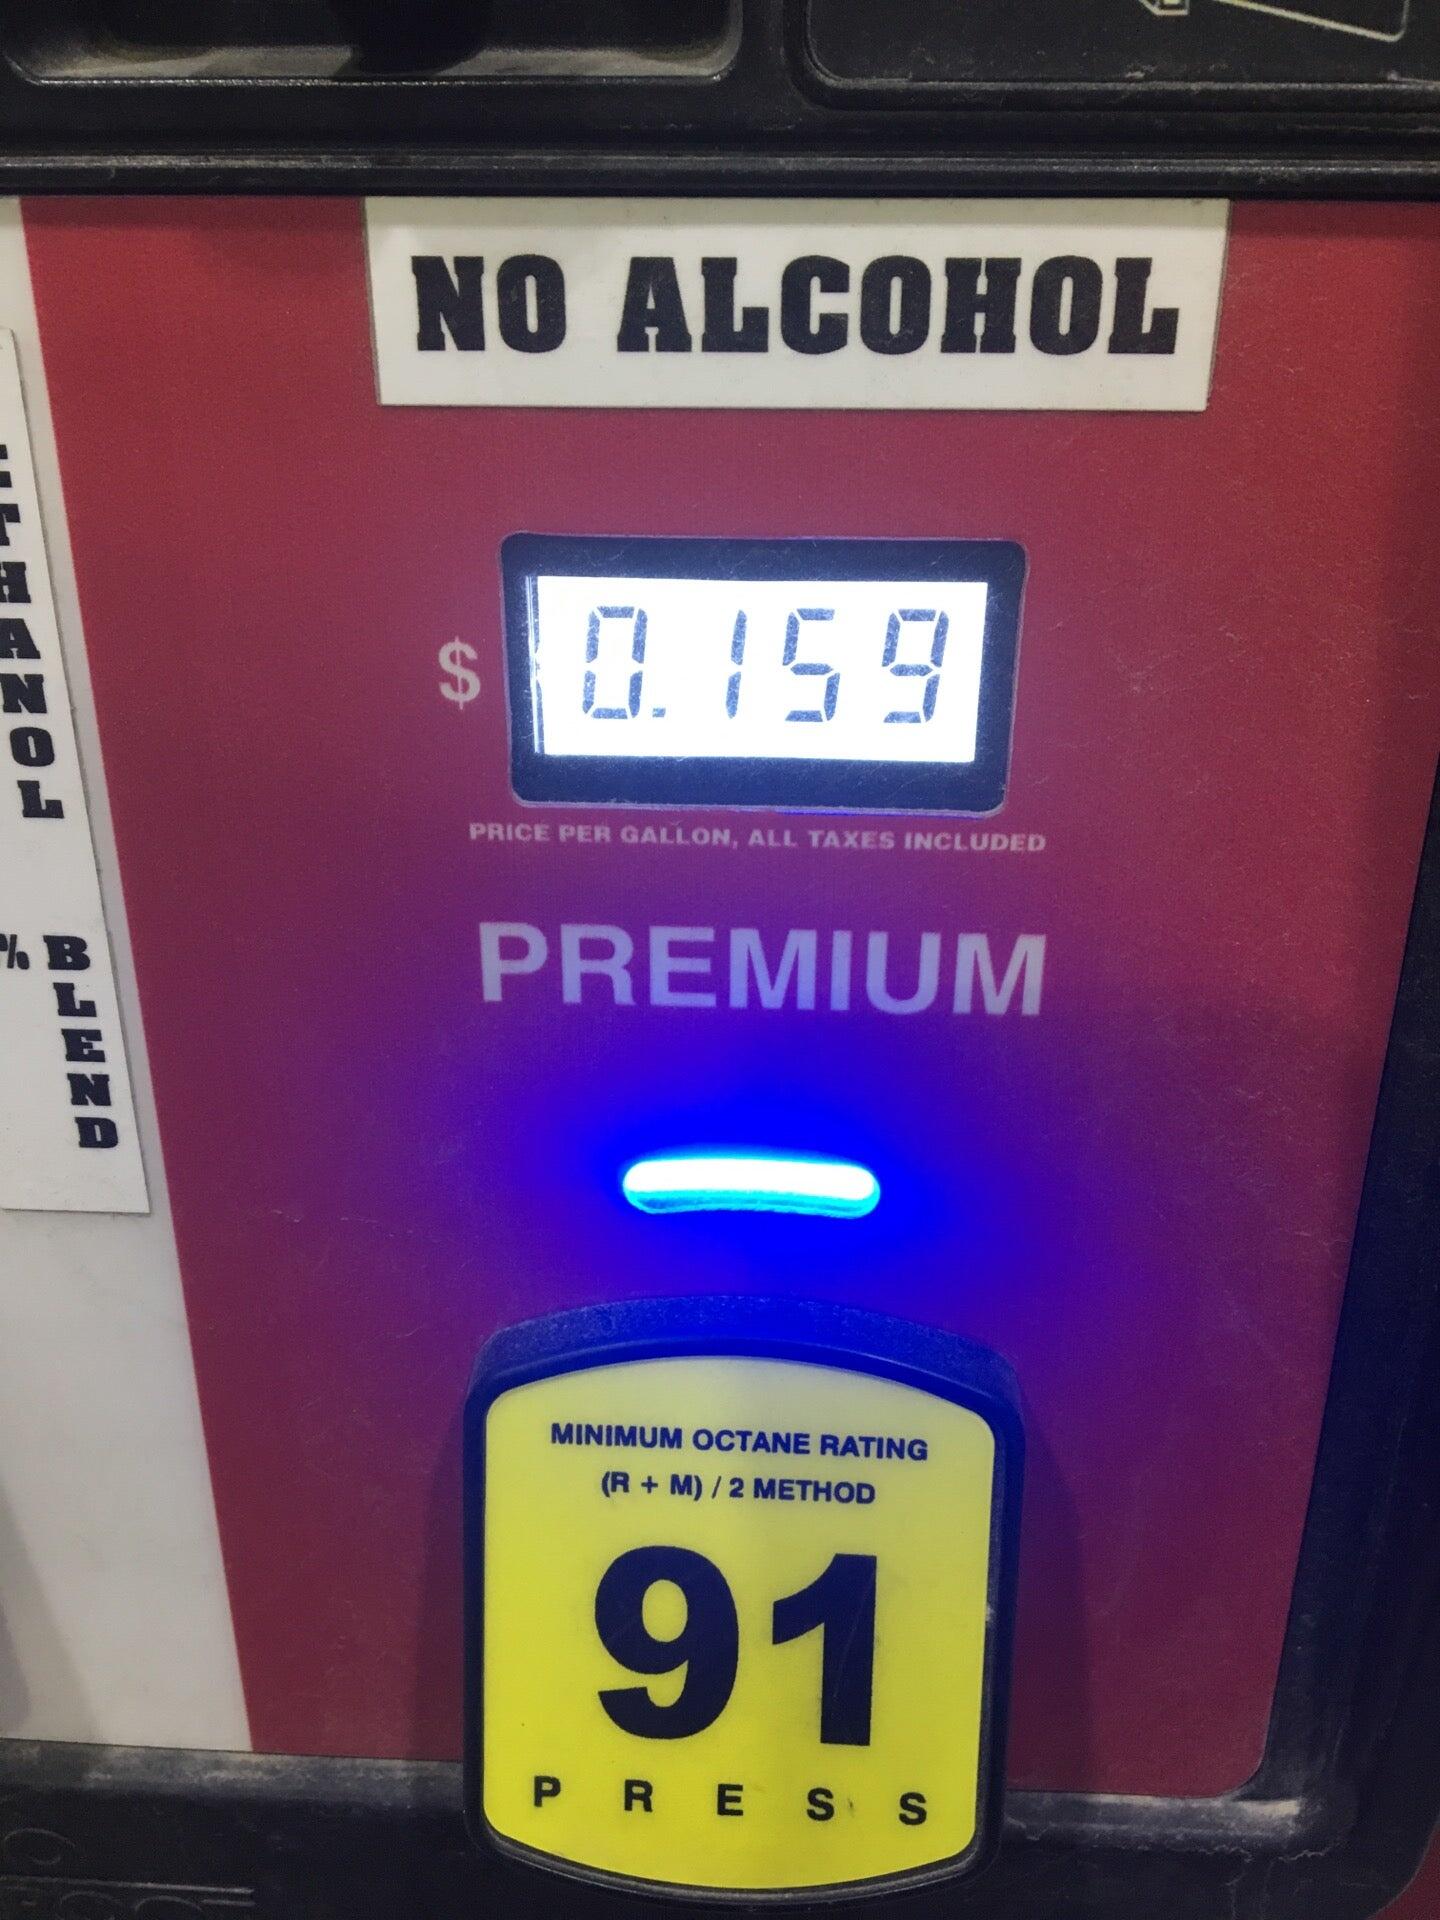 NO ALCOHOL
ETHANOL
% BLEND
$ 0.159
PRICE PER GALLON, ALL TAXES INCLUDED
PREMIUM
MINIMUM OCTANE RATING
(R + M) / 2 METHOD
91
PRESS